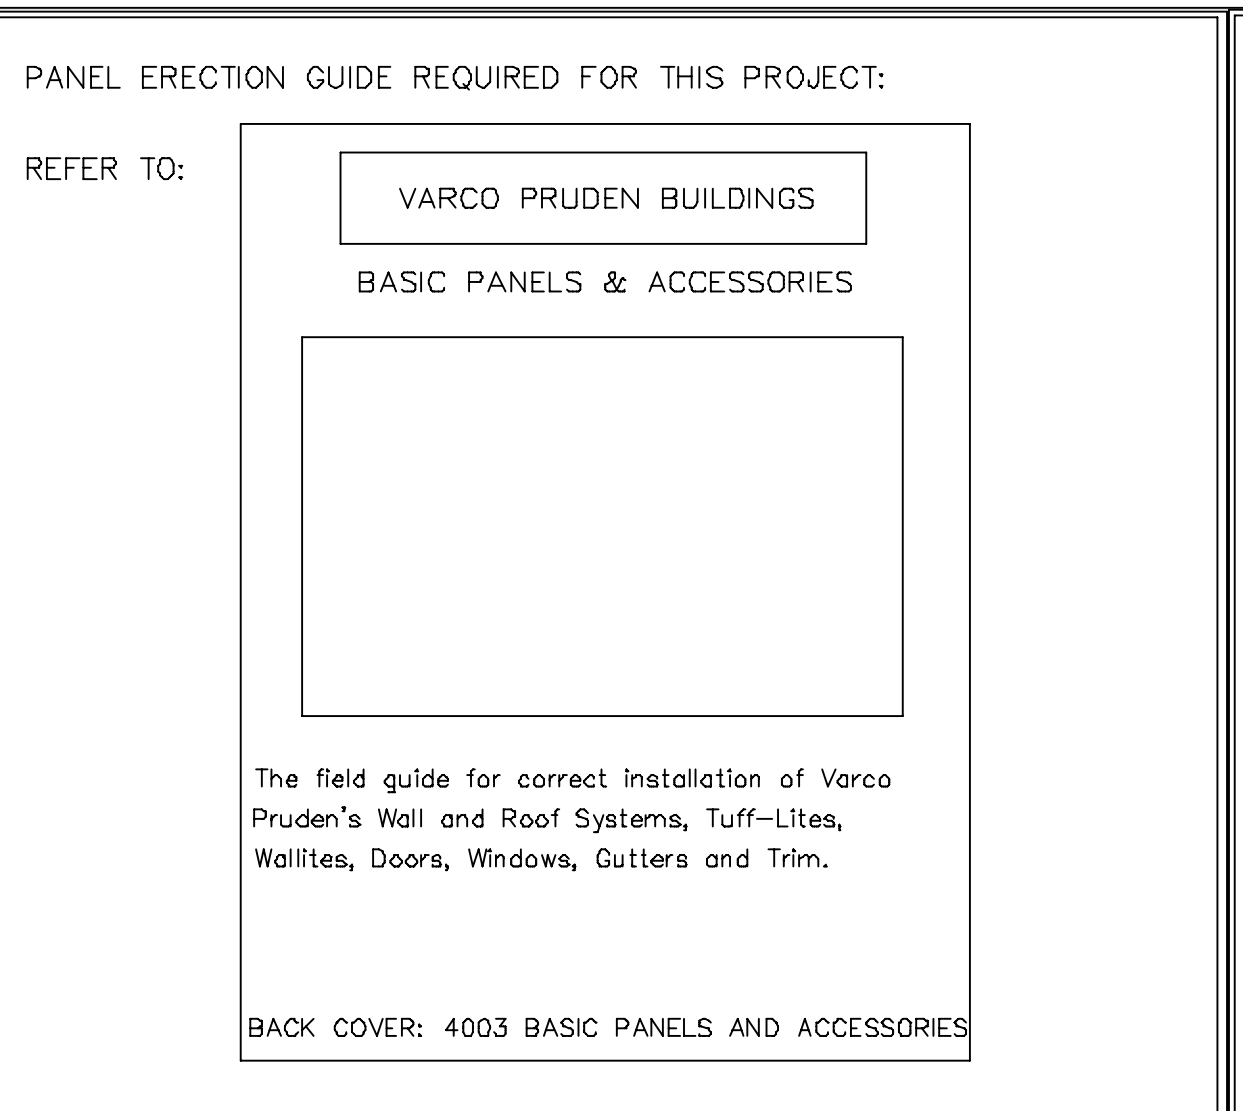 PANEL ERECTION GUIDE REQUIRED FOR THIS PROJECT:
REFER TO:
VARCO PRUDEN BUILDINGS
BASIC PANELS & ACCESSORIES
The field guide for correct installation of Varco
Pruden's Wall and Roof Systems, Tuff-Lites,
Wallites, Doors, Windows, Gutters and Trim.
BACK COVER: 4003 BASIC PANELS AND ACCESSORIES